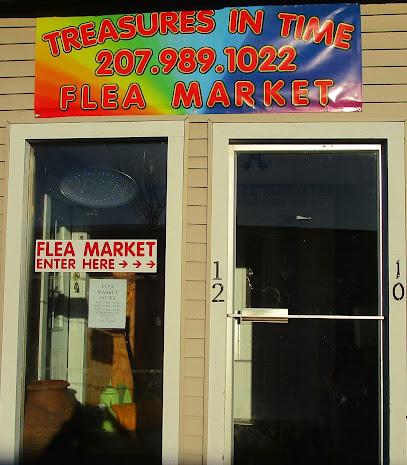 TREASURES IN TIME
207.989.1022
FLEA MARKET
FLEA MARKET
ENTER HERE → → →
FLEA
MARKET
HOURS
12
10